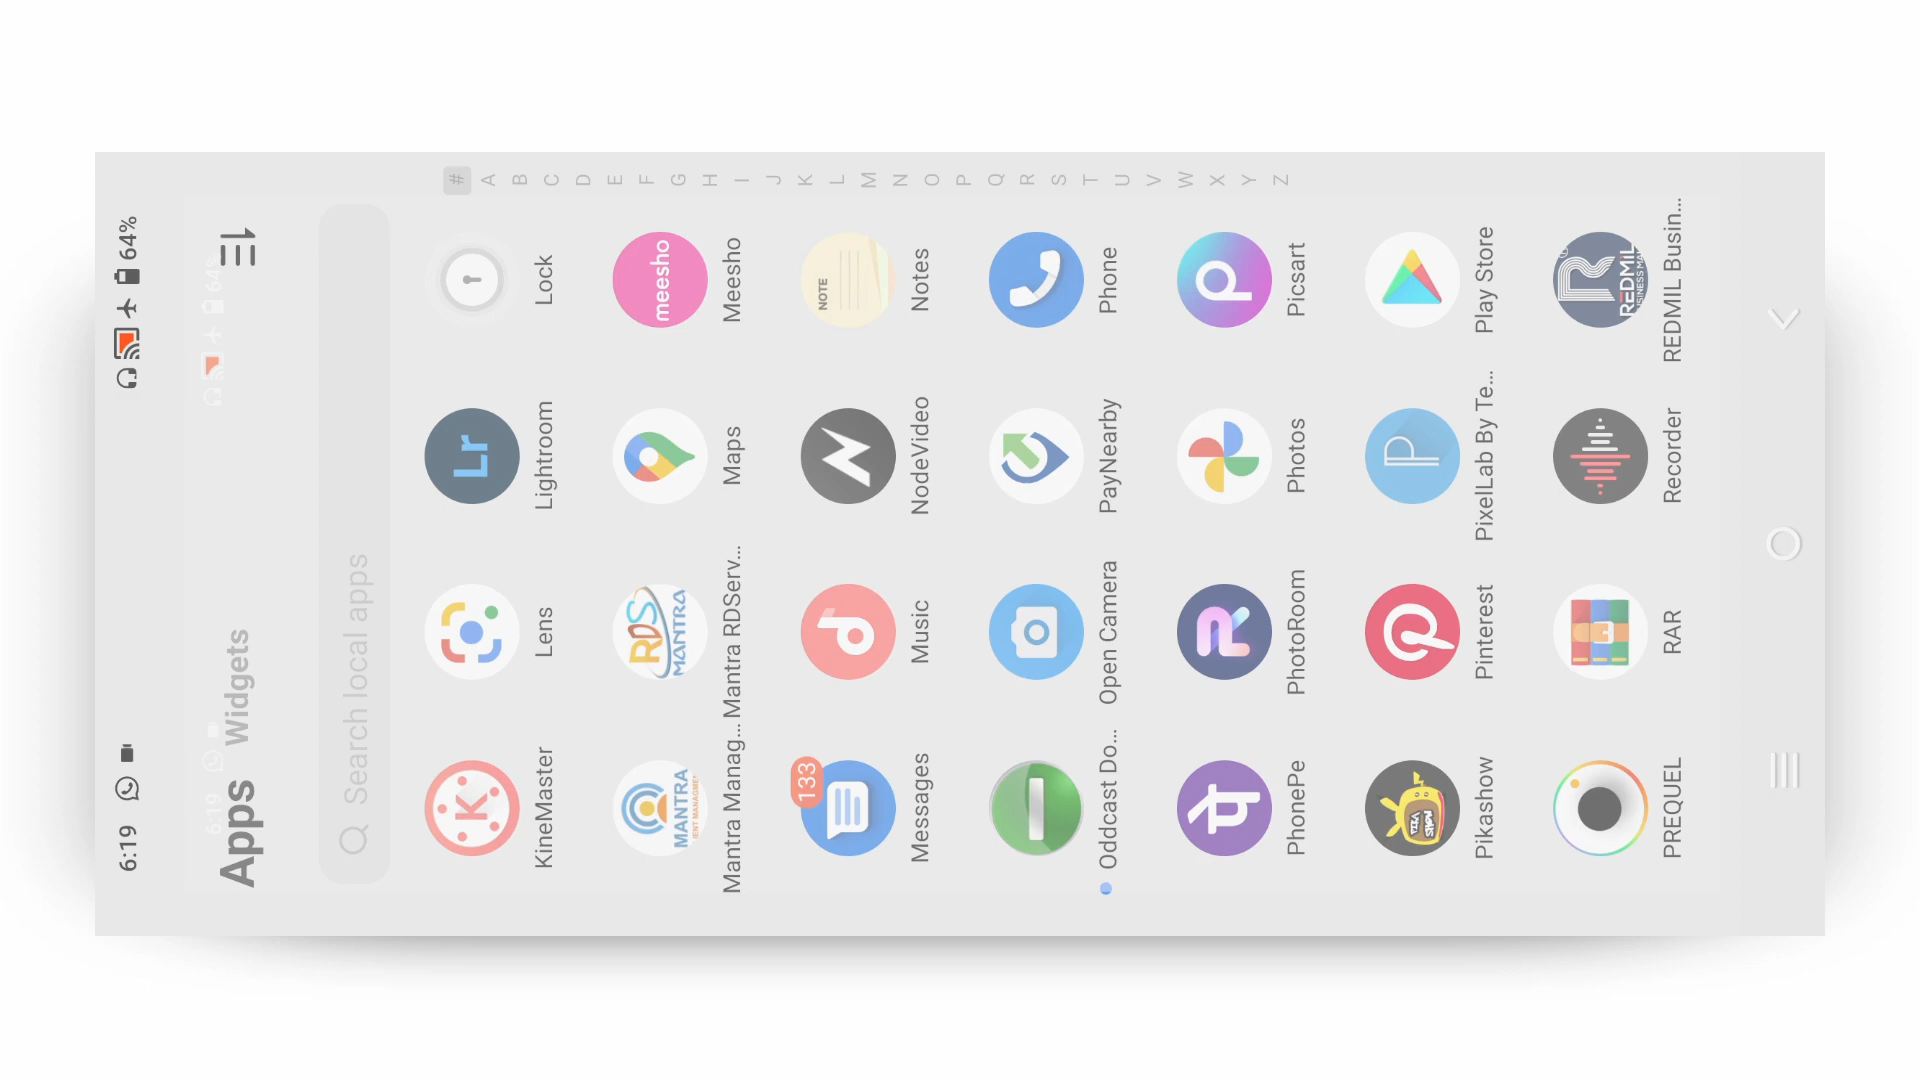 6:19 64%
Apps Widgets
Search local apps
#
A
B
C
D
E
F
G
H
I
J
K
L
M
N
O
P
Q
R
S
T
U
V
W
X
Y
Z
K Lr
KineMaster Lens Lightroom Lock
MANTRA RDS MANTRA meesho
Mantra Manag... Mantra RDServ... Maps Meesho
133 NOTE
Messages Music NodeVideo Notes
Oddcast Do... Open Camera PayNearby Phone
PhonePe PhotoRoom Photos Picsart
Pikashow Pinterest PixelLab By Te... Play Store
R REDMIL
PREQUEL RAR Recorder REDMIL Busin...